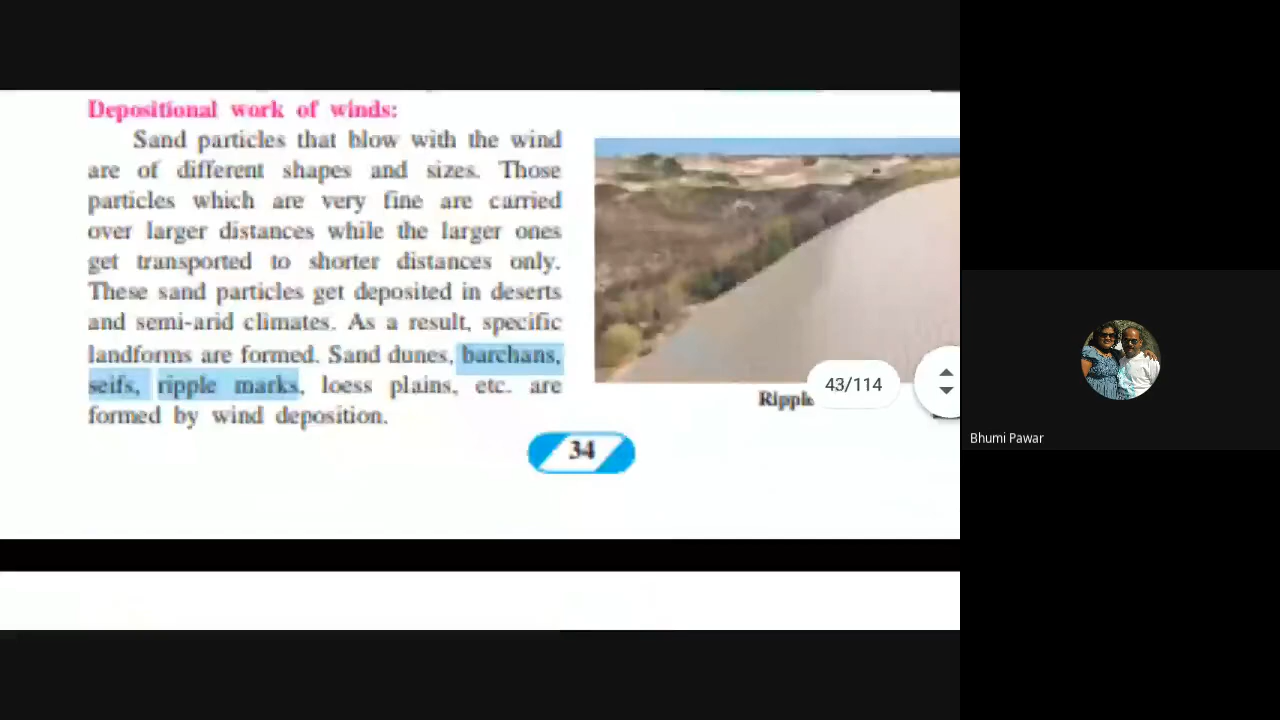 Depositional work of winds:
Sand particles that blow with the wind
are of different shapes and sizes. Those
particles which are very fine are carried
over larger distances while the larger ones
get transported to shorter distances only.
These sand particles get deposited in deserts
and semi-arid climates. As a result, specific
landforms are formed. Sand dunes, barchans,
seifs, ripple marks, loess plains, etc. are
formed by wind deposition.
Ripple
43/114
34
Bhumi Pawar